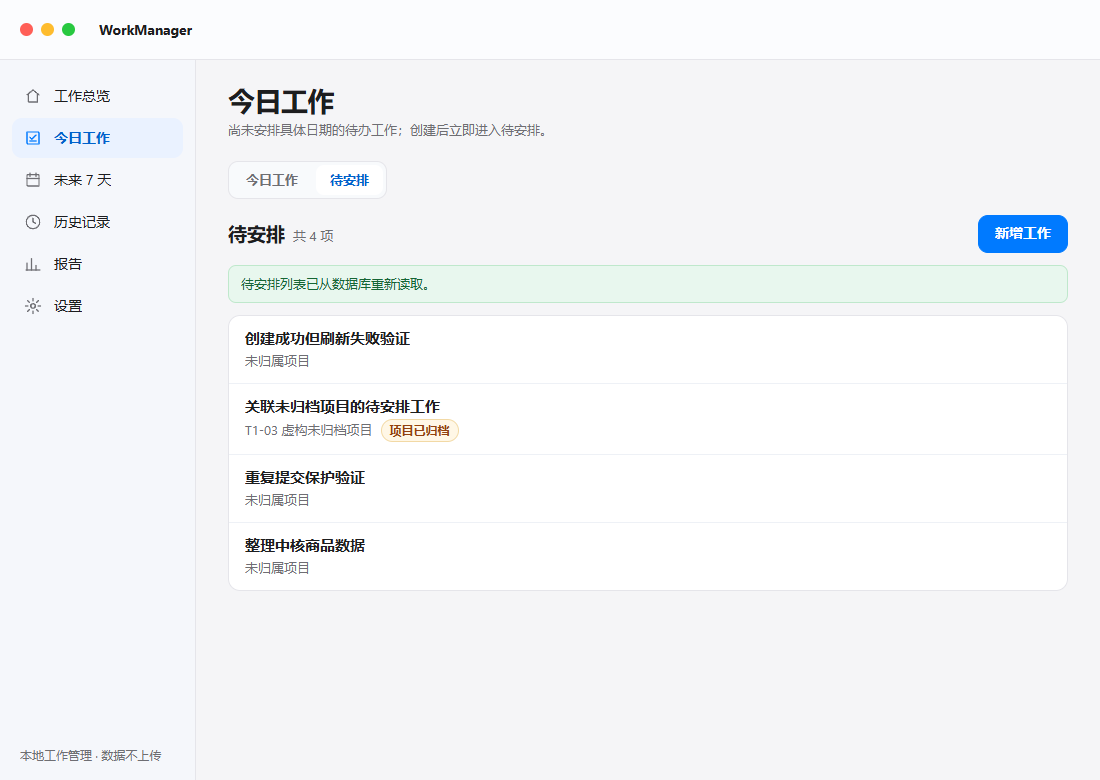 WorkManager
工作总览
今日工作
未来 7 天
历史记录
报告
设置
本地工作管理 · 数据不上传
今日工作
尚未安排具体日期的待办工作；创建后立即进入待安排。
今日工作 待安排
待安排 共 4 项
新增工作
待安排列表已从数据库重新读取。
创建成功但刷新失败验证
未归属项目
关联未归档项目的待安排工作
T1-03 虚构未归档项目 项目已归档
重复提交保护验证
未归属项目
整理中核商品数据
未归属项目